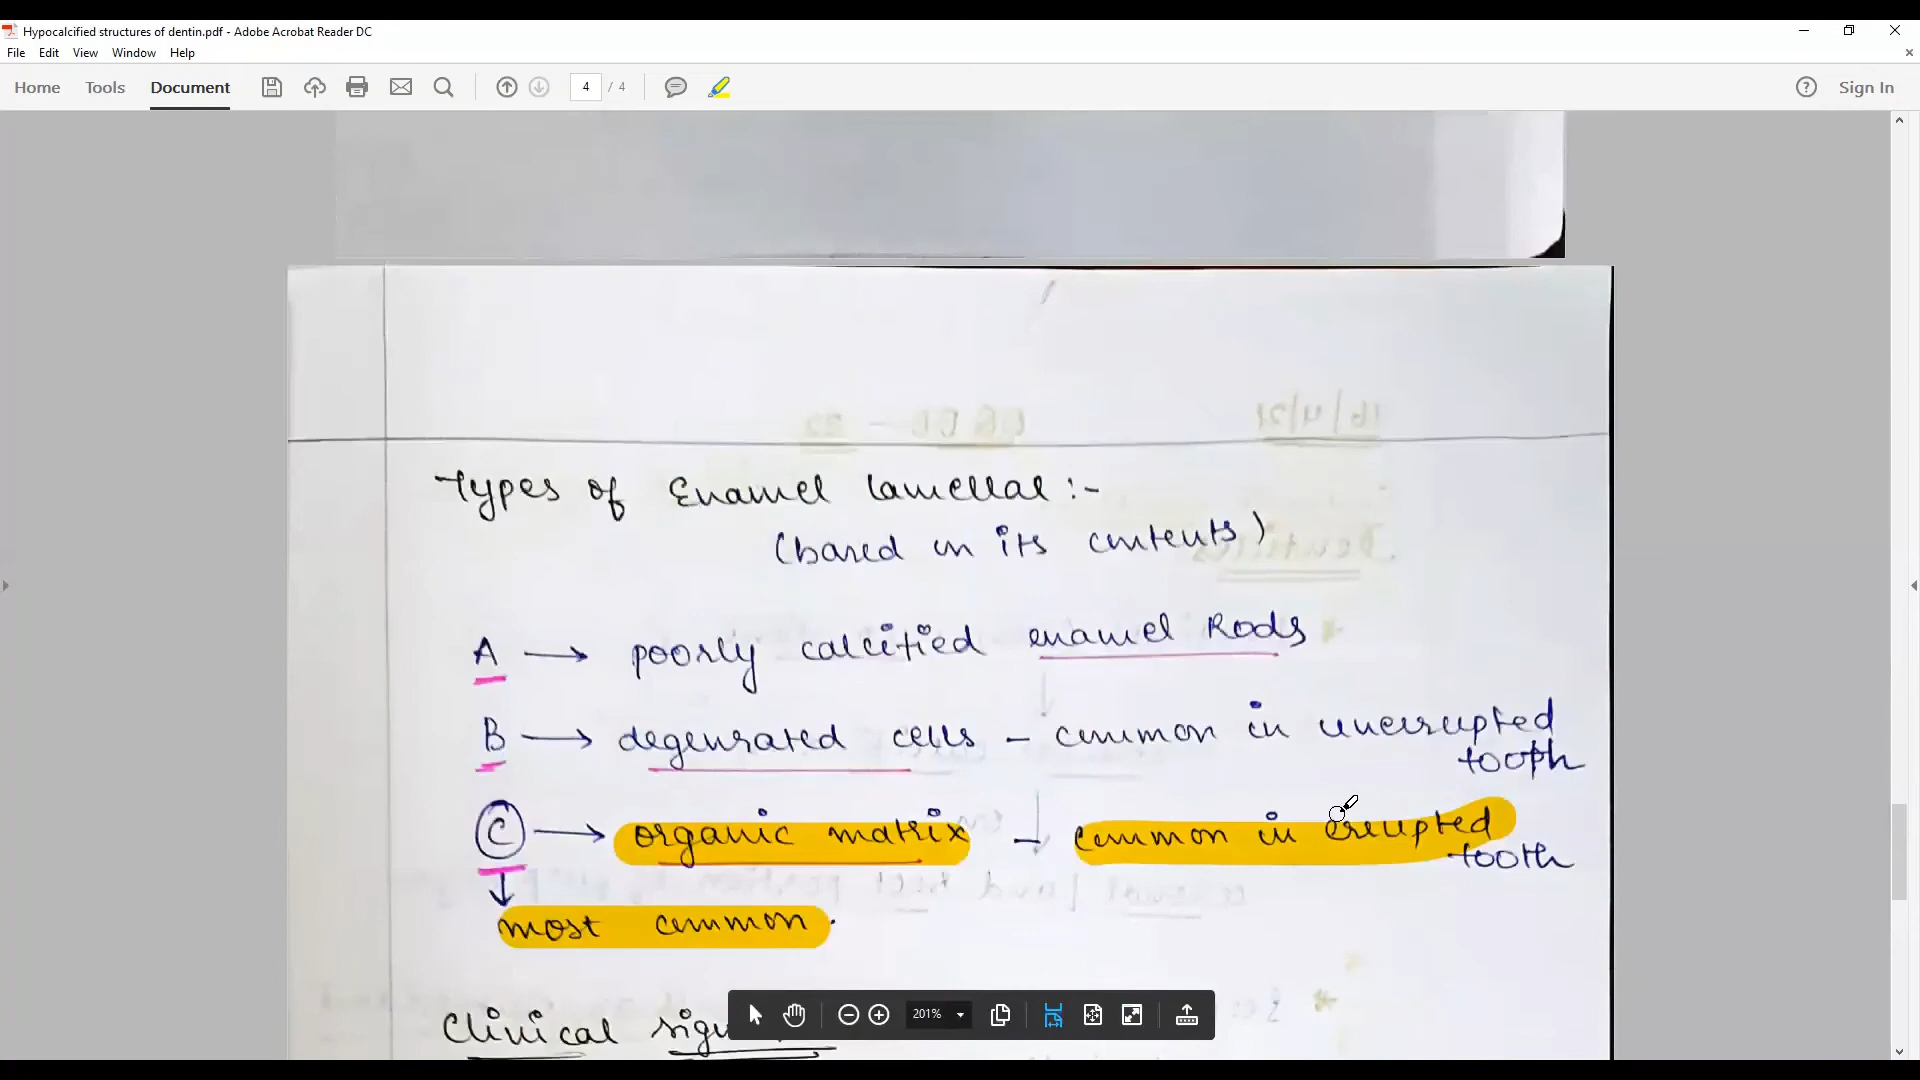 Hypocalcified structures of dentin.pdf - Adobe Acrobat Reader DC
File Edit View Window Help
Home Tools Document 4 / 4 Sign In
Types of Enamel lamellae :-
(based on its contents)
A → poorly calcified enamel Rods
B → degenrated cells – common in unerupted
tooth
C → organic matrix – common in erupted
tooth
↓
most common.
Clinical
201%